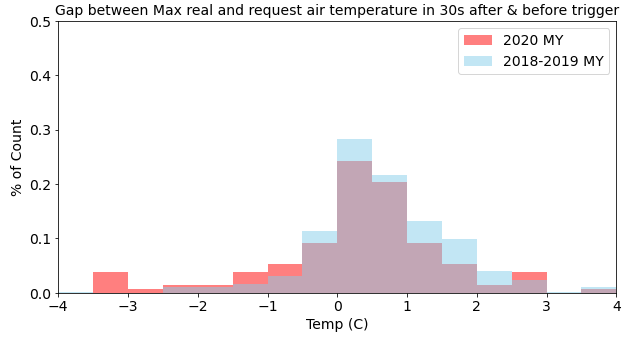 Gap between Max real and request air temperature in 30s after & before trigger
0.5
0.4
0.3
0.2
0.1
0.0
% of Count
2020 MY
2018-2019 MY
−4 −3 −2 −1 0 1 2 3 4
Temp (C)